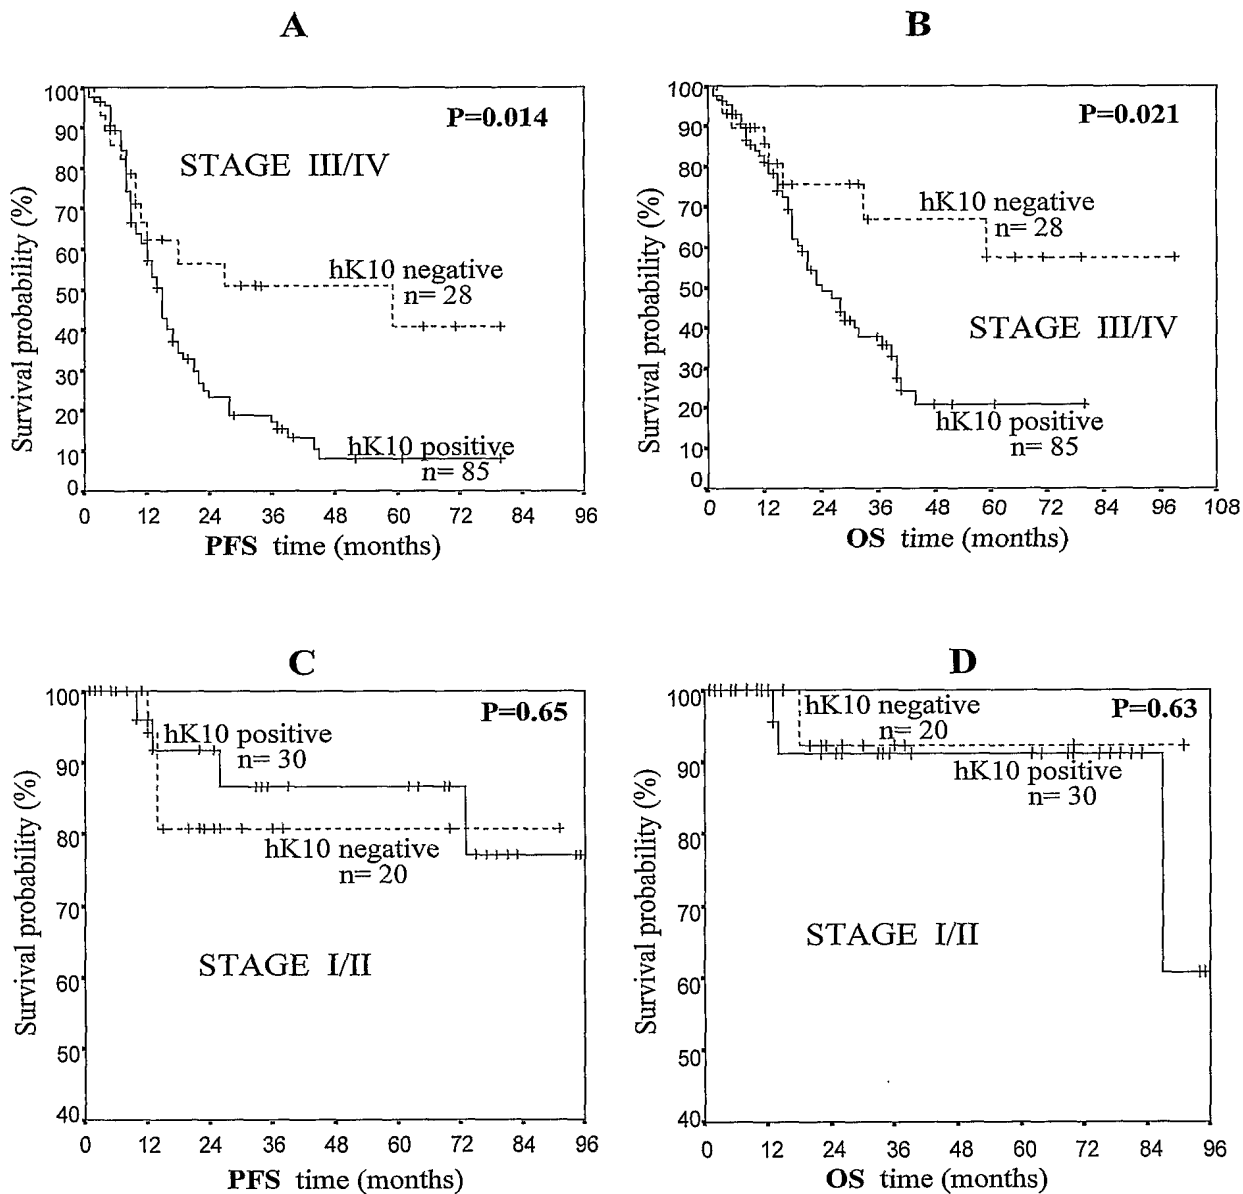 A
Survival probability (%)
100
90
80
70
60
50
40
30
20
10
0
P=0.014
STAGE III/IV
hK10 negative
n= 28
hK10 positive
n= 85
0 12 24 36 48 60 72 84 96
PFS time (months)
B
Survival probability (%)
100
90
80
70
60
50
40
30
20
10
0
P=0.021
hK10 negative
n= 28
STAGE III/IV
hK10 positive
n= 85
0 12 24 36 48 60 72 84 96 108
OS time (months)
C
Survival probability (%)
100
90
80
70
60
50
40
P=0.65
hK10 positive
n= 30
hK10 negative
n= 20
STAGE I/II
0 12 24 36 48 60 72 84 96
PFS time (months)
D
Survival probability (%)
100
90
80
70
60
50
40
P=0.63
hK10 negative
n= 20
hK10 positive
n= 30
STAGE I/II
0 12 24 36 48 60 72 84 96
OS time (months)